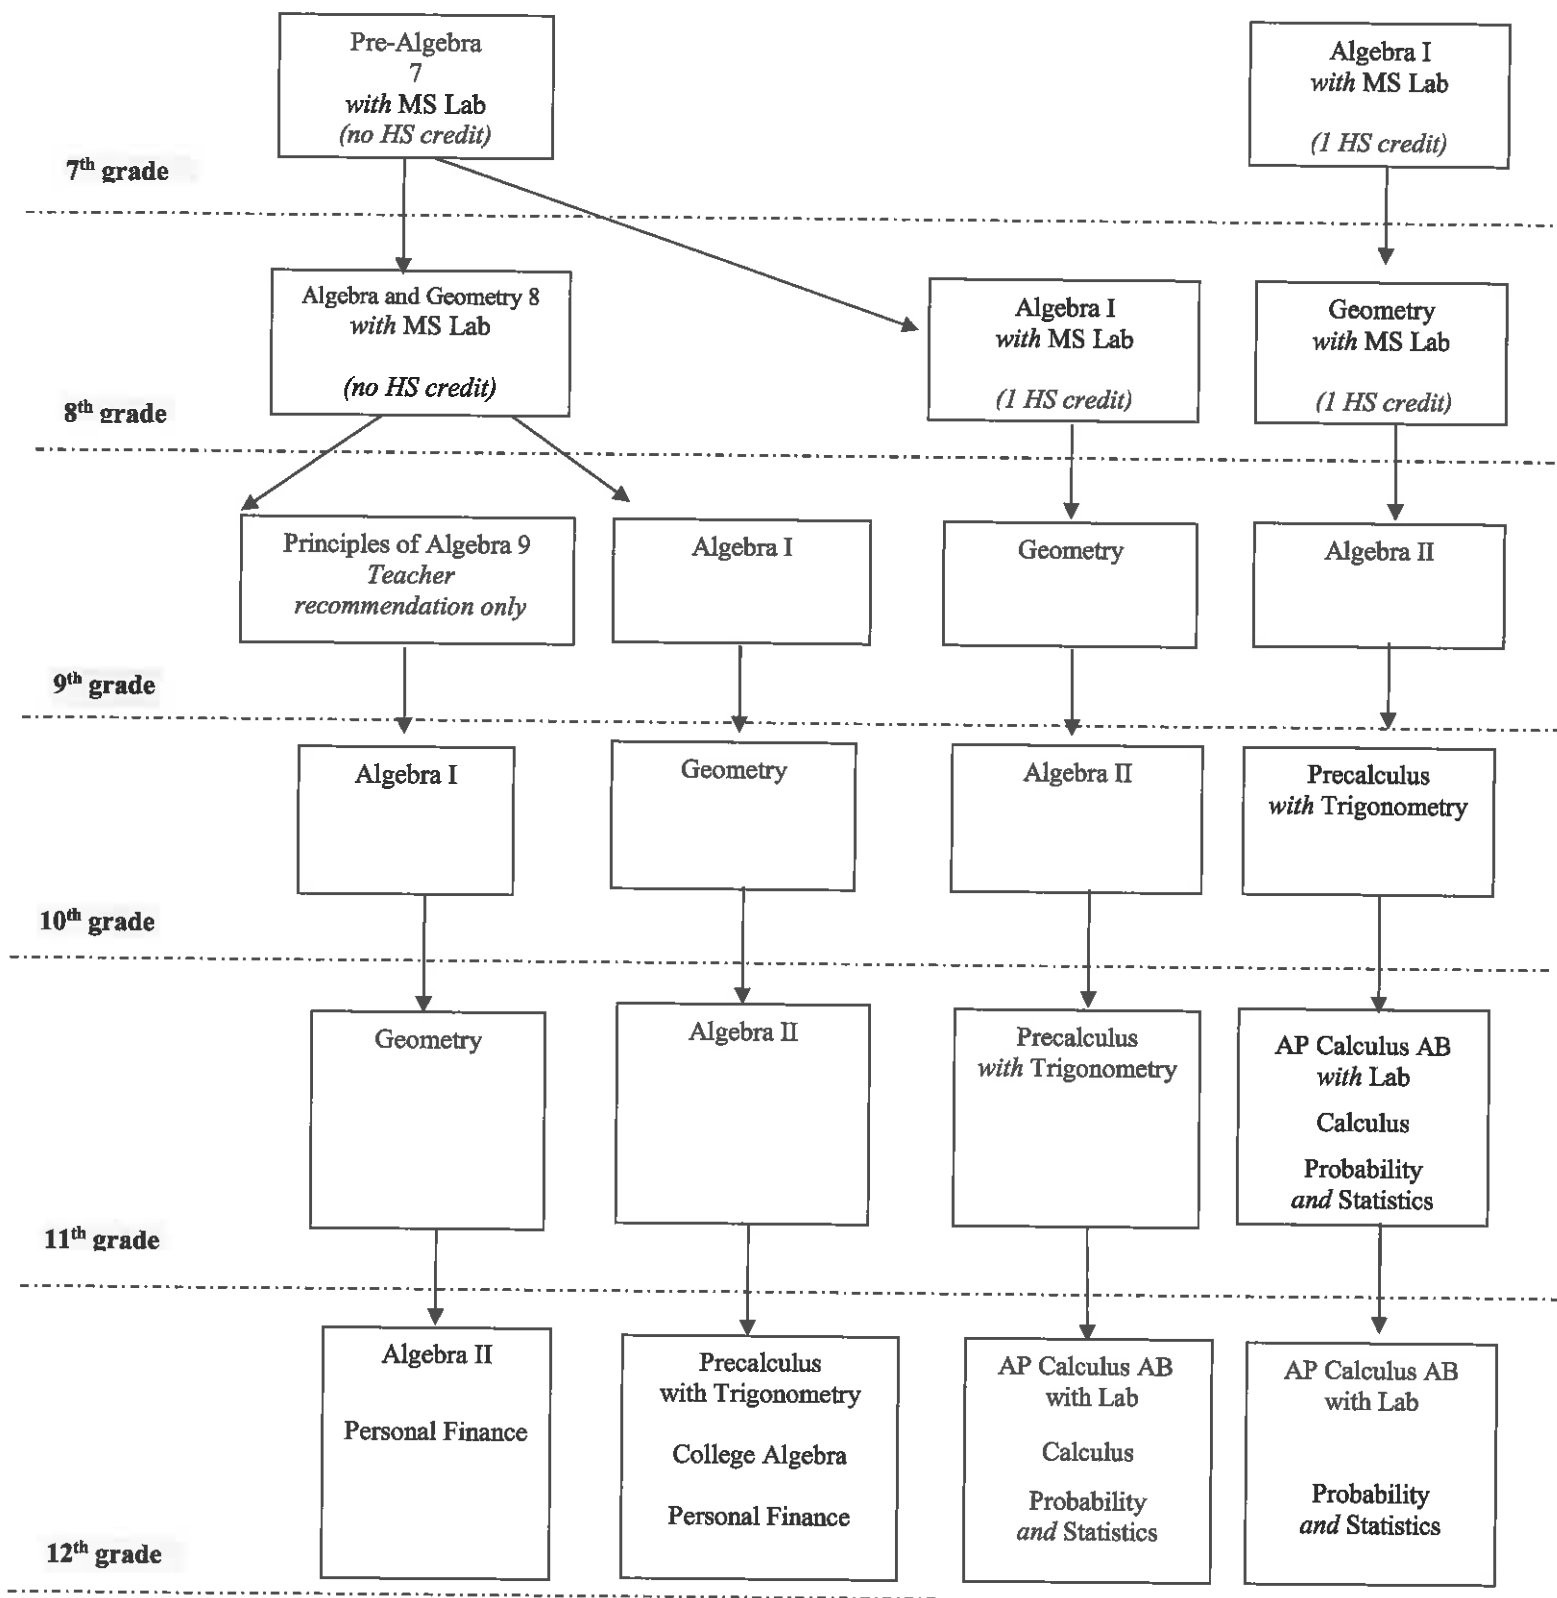 Pre-Algebra
7
with MS Lab
(no HS credit)
Algebra I
with MS Lab
(1 HS credit)
7th grade
Algebra and Geometry 8
with MS Lab
(no HS credit)
Algebra I
with MS Lab
(1 HS credit)
Geometry
with MS Lab
(1 HS credit)
8th grade
Principles of Algebra 9
Teacher
recommendation only
Algebra I
Geometry
Algebra II
9th grade
Algebra I
Geometry
Algebra II
Precalculus
with Trigonometry
10th grade
Geometry
Algebra II
Precalculus
with Trigonometry
AP Calculus AB
with Lab
Calculus
Probability
and Statistics
11th grade
Algebra II
Personal Finance
Precalculus
with Trigonometry
College Algebra
Personal Finance
AP Calculus AB
with Lab
Calculus
Probability
and Statistics
AP Calculus AB
with Lab
Probability
and Statistics
12th grade